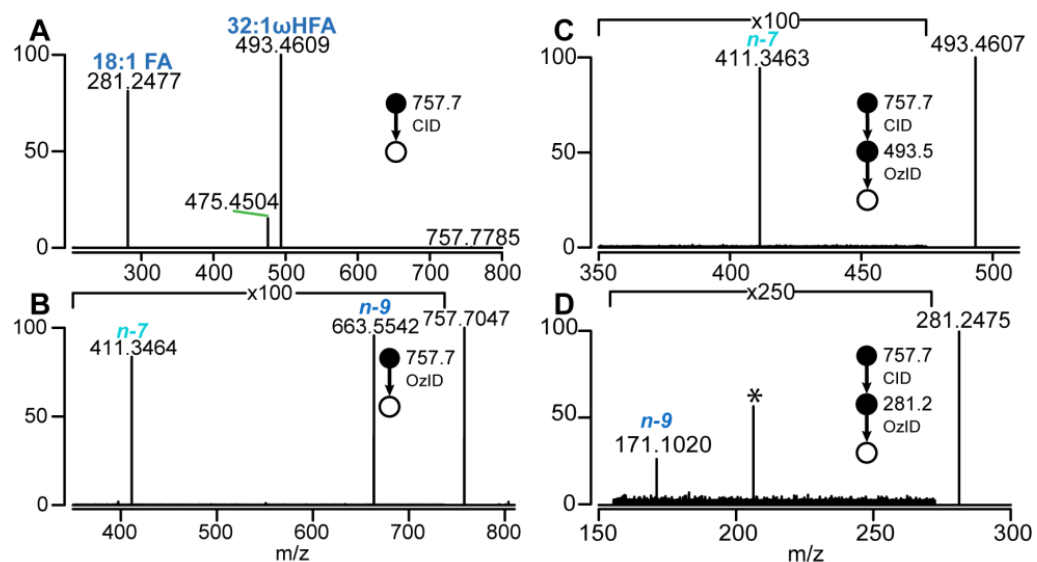 A
32:1ωHFA
493.4609
18:1 FA
281.2477
100
50
0
475.4504
757.7785
757.7
CID
300 400 500 600 700 800
B
x100
n-7
411.3464
n-9
663.5542
757.7047
757.7
OzID
100
50
0
400 500 600 700 800
m/z
C
x100
n-7
411.3463
493.4607
757.7
CID
493.5
OzID
100
50
0
350 400 450 500
D
x250
281.2475
n-9
171.1020
*
757.7
CID
281.2
OzID
100
50
0
150 200 250 300
m/z